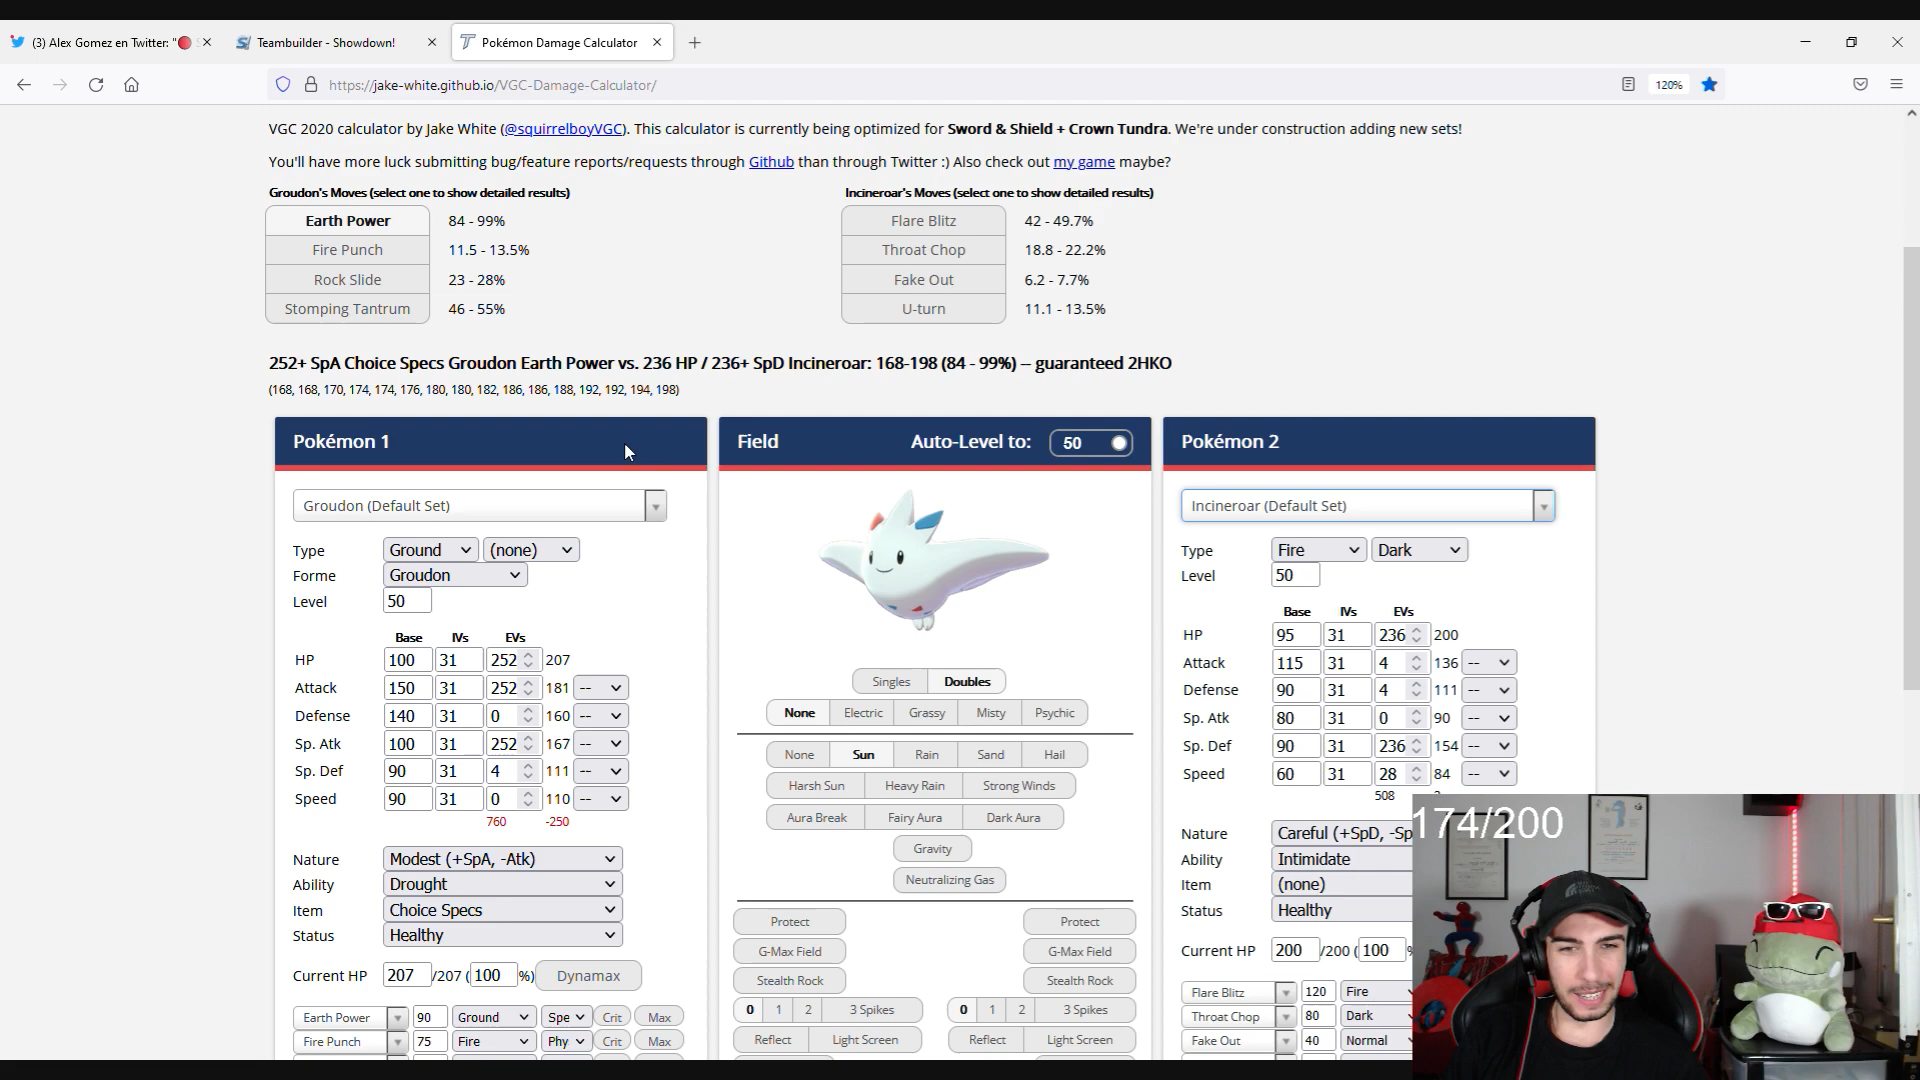 (3) Alex Gomez en Twitter: "🔴 S
Teambuilder - Showdown!
Pokémon Damage Calculator
https://jake-white.github.io/VGC-Damage-Calculator/
120%
VGC 2020 calculator by Jake White (@squirrelboyVGC). This calculator is currently being optimized for Sword & Shield + Crown Tundra. We're under construction adding new sets!
You'll have more luck submitting bug/feature reports/requests through Github than through Twitter :) Also check out my game maybe?
Groudon's Moves (select one to show detailed results)
Earth Power 84 - 99%
Fire Punch 11.5 - 13.5%
Rock Slide 23 - 28%
Stomping Tantrum 46 - 55%
Incineroar's Moves (select one to show detailed results)
Flare Blitz 42 - 49.7%
Throat Chop 18.8 - 22.2%
Fake Out 6.2 - 7.7%
U-turn 11.1 - 13.5%
252+ SpA Choice Specs Groudon Earth Power vs. 236 HP / 236+ SpD Incineroar: 168-198 (84 - 99%) -- guaranteed 2HKO
(168, 168, 170, 174, 174, 176, 180, 180, 182, 186, 186, 188, 192, 192, 194, 198)
Pokémon 1
Groudon (Default Set)
Type Ground (none)
Forme Groudon
Level 50
Base IVs EVs
HP 100 31 252 207
Attack 150 31 252 181 --
Defense 140 31 0 160 --
Sp. Atk 100 31 252 167 --
Sp. Def 90 31 4 111 --
Speed 90 31 0 110 --
760 -250
Nature Modest (+SpA, -Atk)
Ability Drought
Item Choice Specs
Status Healthy
Current HP 207 /207 ( 100 %) Dynamax
Earth Power 90 Ground Spe Crit Max
Fire Punch 75 Fire Phy Crit Max
Field Auto-Level to: 50
Singles Doubles
None Electric Grassy Misty Psychic
None Sun Rain Sand Hail
Harsh Sun Heavy Rain Strong Winds
Aura Break Fairy Aura Dark Aura
Gravity
Neutralizing Gas
Protect Protect
G-Max Field G-Max Field
Stealth Rock Stealth Rock
0 1 2 3 Spikes 0 1 2 3 Spikes
Reflect Light Screen Reflect Light Screen
Pokémon 2
Incineroar (Default Set)
Type Fire Dark
Level 50
Base IVs EVs
HP 95 31 236 200
Attack 115 31 4 136 --
Defense 90 31 4 111 --
Sp. Atk 80 31 0 90 --
Sp. Def 90 31 236 154 --
Speed 60 31 28 84 --
508
Nature Careful (+SpD, -Sp
Ability Intimidate
Item (none)
Status Healthy
Current HP 200 /200 ( 100 %
Flare Blitz 120 Fire
Throat Chop 80 Dark
Fake Out 40 Normal
174/200